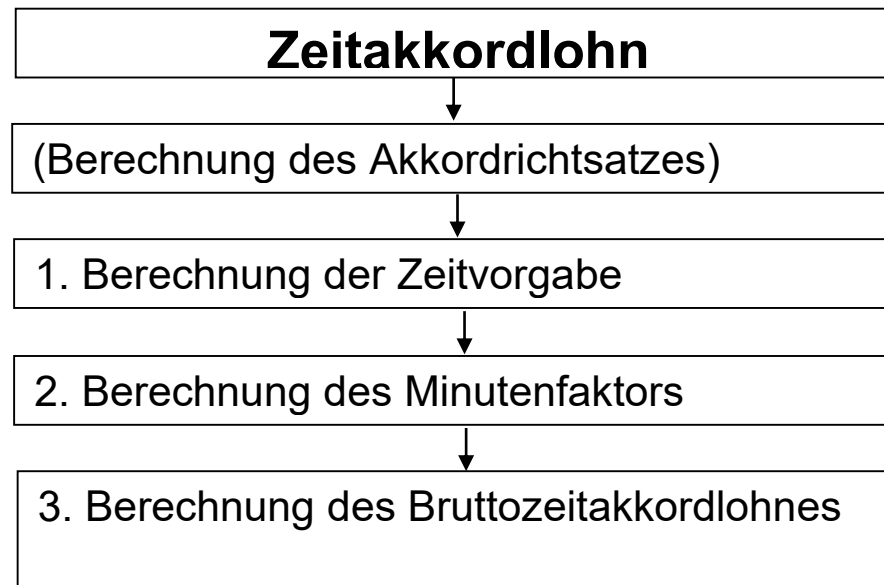 Zeitakkordlohn
(Berechnung des Akkordrichtsatzes)
1. Berechnung der Zeitvorgabe
2. Berechnung des Minutenfaktors
3. Berechnung des Bruttozeitakkordlohnes